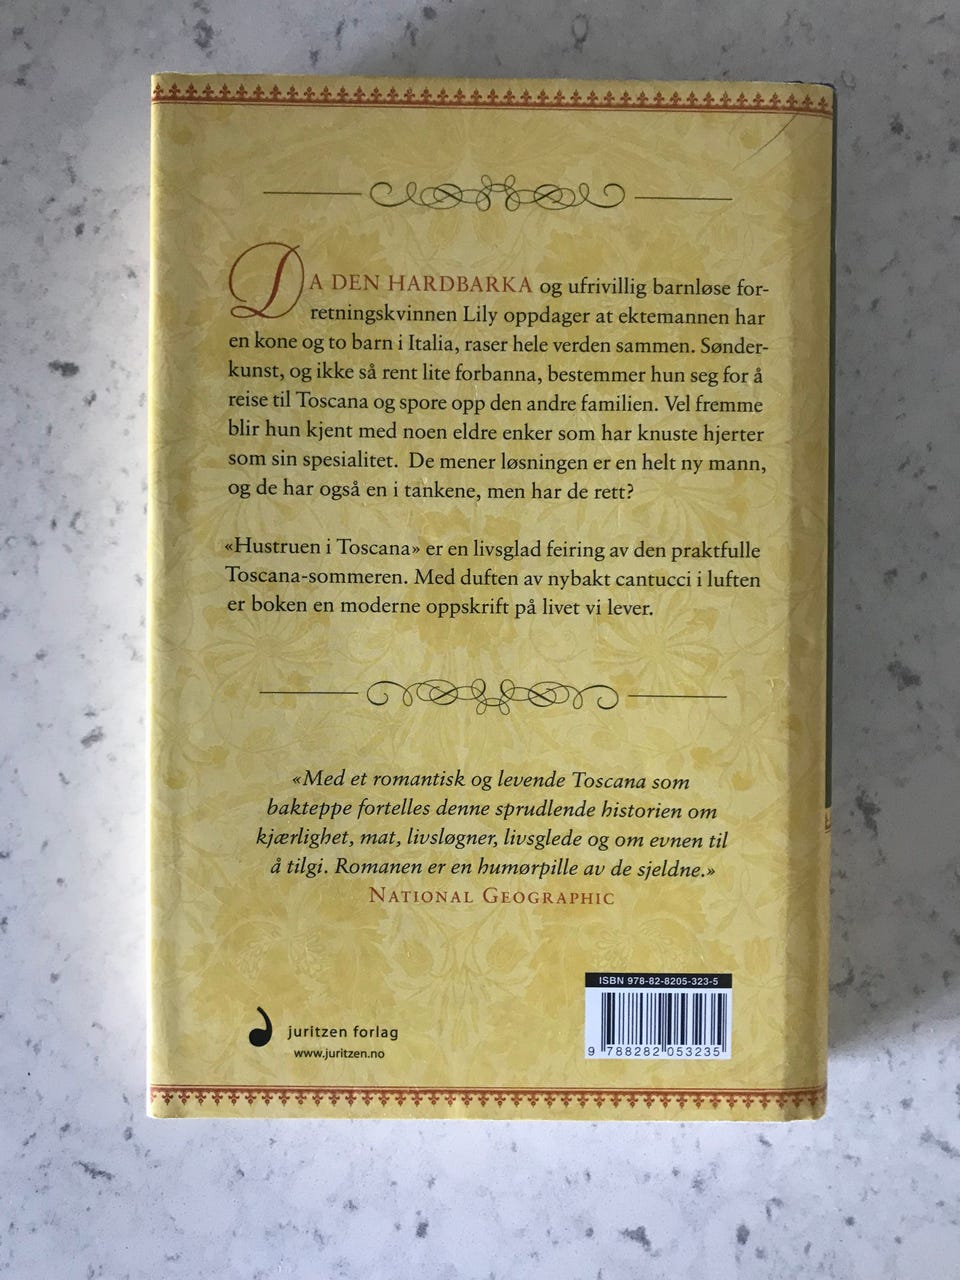 DA DEN HARDBARKA og ufrivillig barnløse for-
retningskvinnen Lily oppdager at ektemannen har
en kone og to barn i Italia, raser hele verden sammen. Sønder-
kunst, og ikke så rent lite forbanna, bestemmer hun seg for å
reise til Toscana og spore opp den andre familien. Vel fremme
blir hun kjent med noen eldre enker som har knuste hjerter
som sin spesialitet. De mener løsningen er en helt ny mann,
og de har også en i tankene, men har de rett?
«Hustruen i Toscana» er en livsglad feiring av den praktfulle
Toscana-sommeren. Med duften av nybakt cantucci i luften
er boken en moderne oppskrift på livet vi lever.
«Med et romantisk og levende Toscana som
bakteppe fortelles denne sprudlende historien om
kjærlighet, mat, livsløgner, livsglede og om evnen til
å tilgi. Romanen er en humørpille av de sjeldne.»
NATIONAL GEOGRAPHIC
ISBN 978-82-8205-323-5
9 788282 053235
juritzen forlag
www.juritzen.no